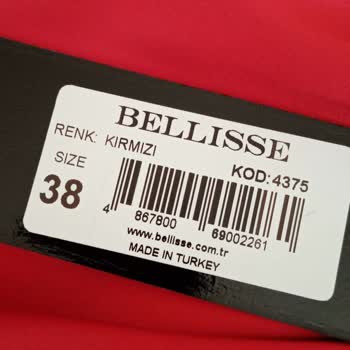 BELLISSE
RENK: KIRMIZI
KOD:4375
SIZE
38
4 867800 69002261
www.bellisse.com.tr
MADE IN TURKEY